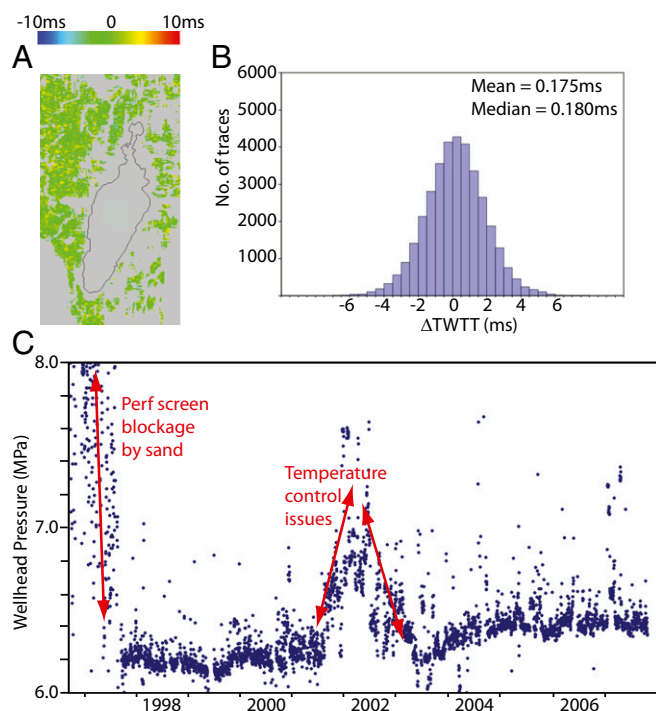 -10ms 0 10ms
A
B
6000
5000
4000
3000
2000
1000
No. of traces
Mean = 0.175ms
Median = 0.180ms
-6 -4 -2 0 2 4 6
ΔTWTT (ms)
C
8.0
7.0
6.0
Wellhead Pressure (MPa)
Perf screen
blockage
by sand
Temperature
control
issues
1998 2000 2002 2004 2006